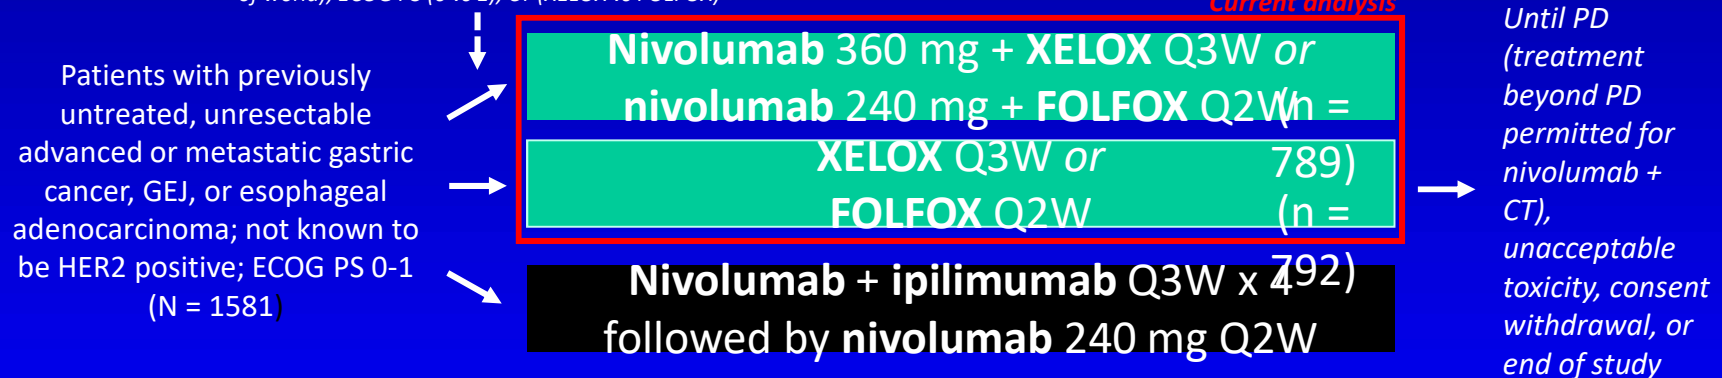 Current analysis
Patients with previously
untreated, unresectable
advanced or metastatic gastric
cancer, GEJ, or esophageal
adenocarcinoma; not known to
be HER2 positive; ECOG PS 0-1
(N = 1581)
Nivolumab 360 mg + XELOX Q3W or
nivolumab 240 mg + FOLFOX Q2W
(n =
789)
XELOX Q3W or
FOLFOX Q2W
(n =
792)
Nivolumab + ipilimumab Q3W x 4
followed by nivolumab 240 mg Q2W
Until PD
(treatment
beyond PD
permitted for
nivolumab +
CT),
unacceptable
toxicity, consent
withdrawal, or
end of study